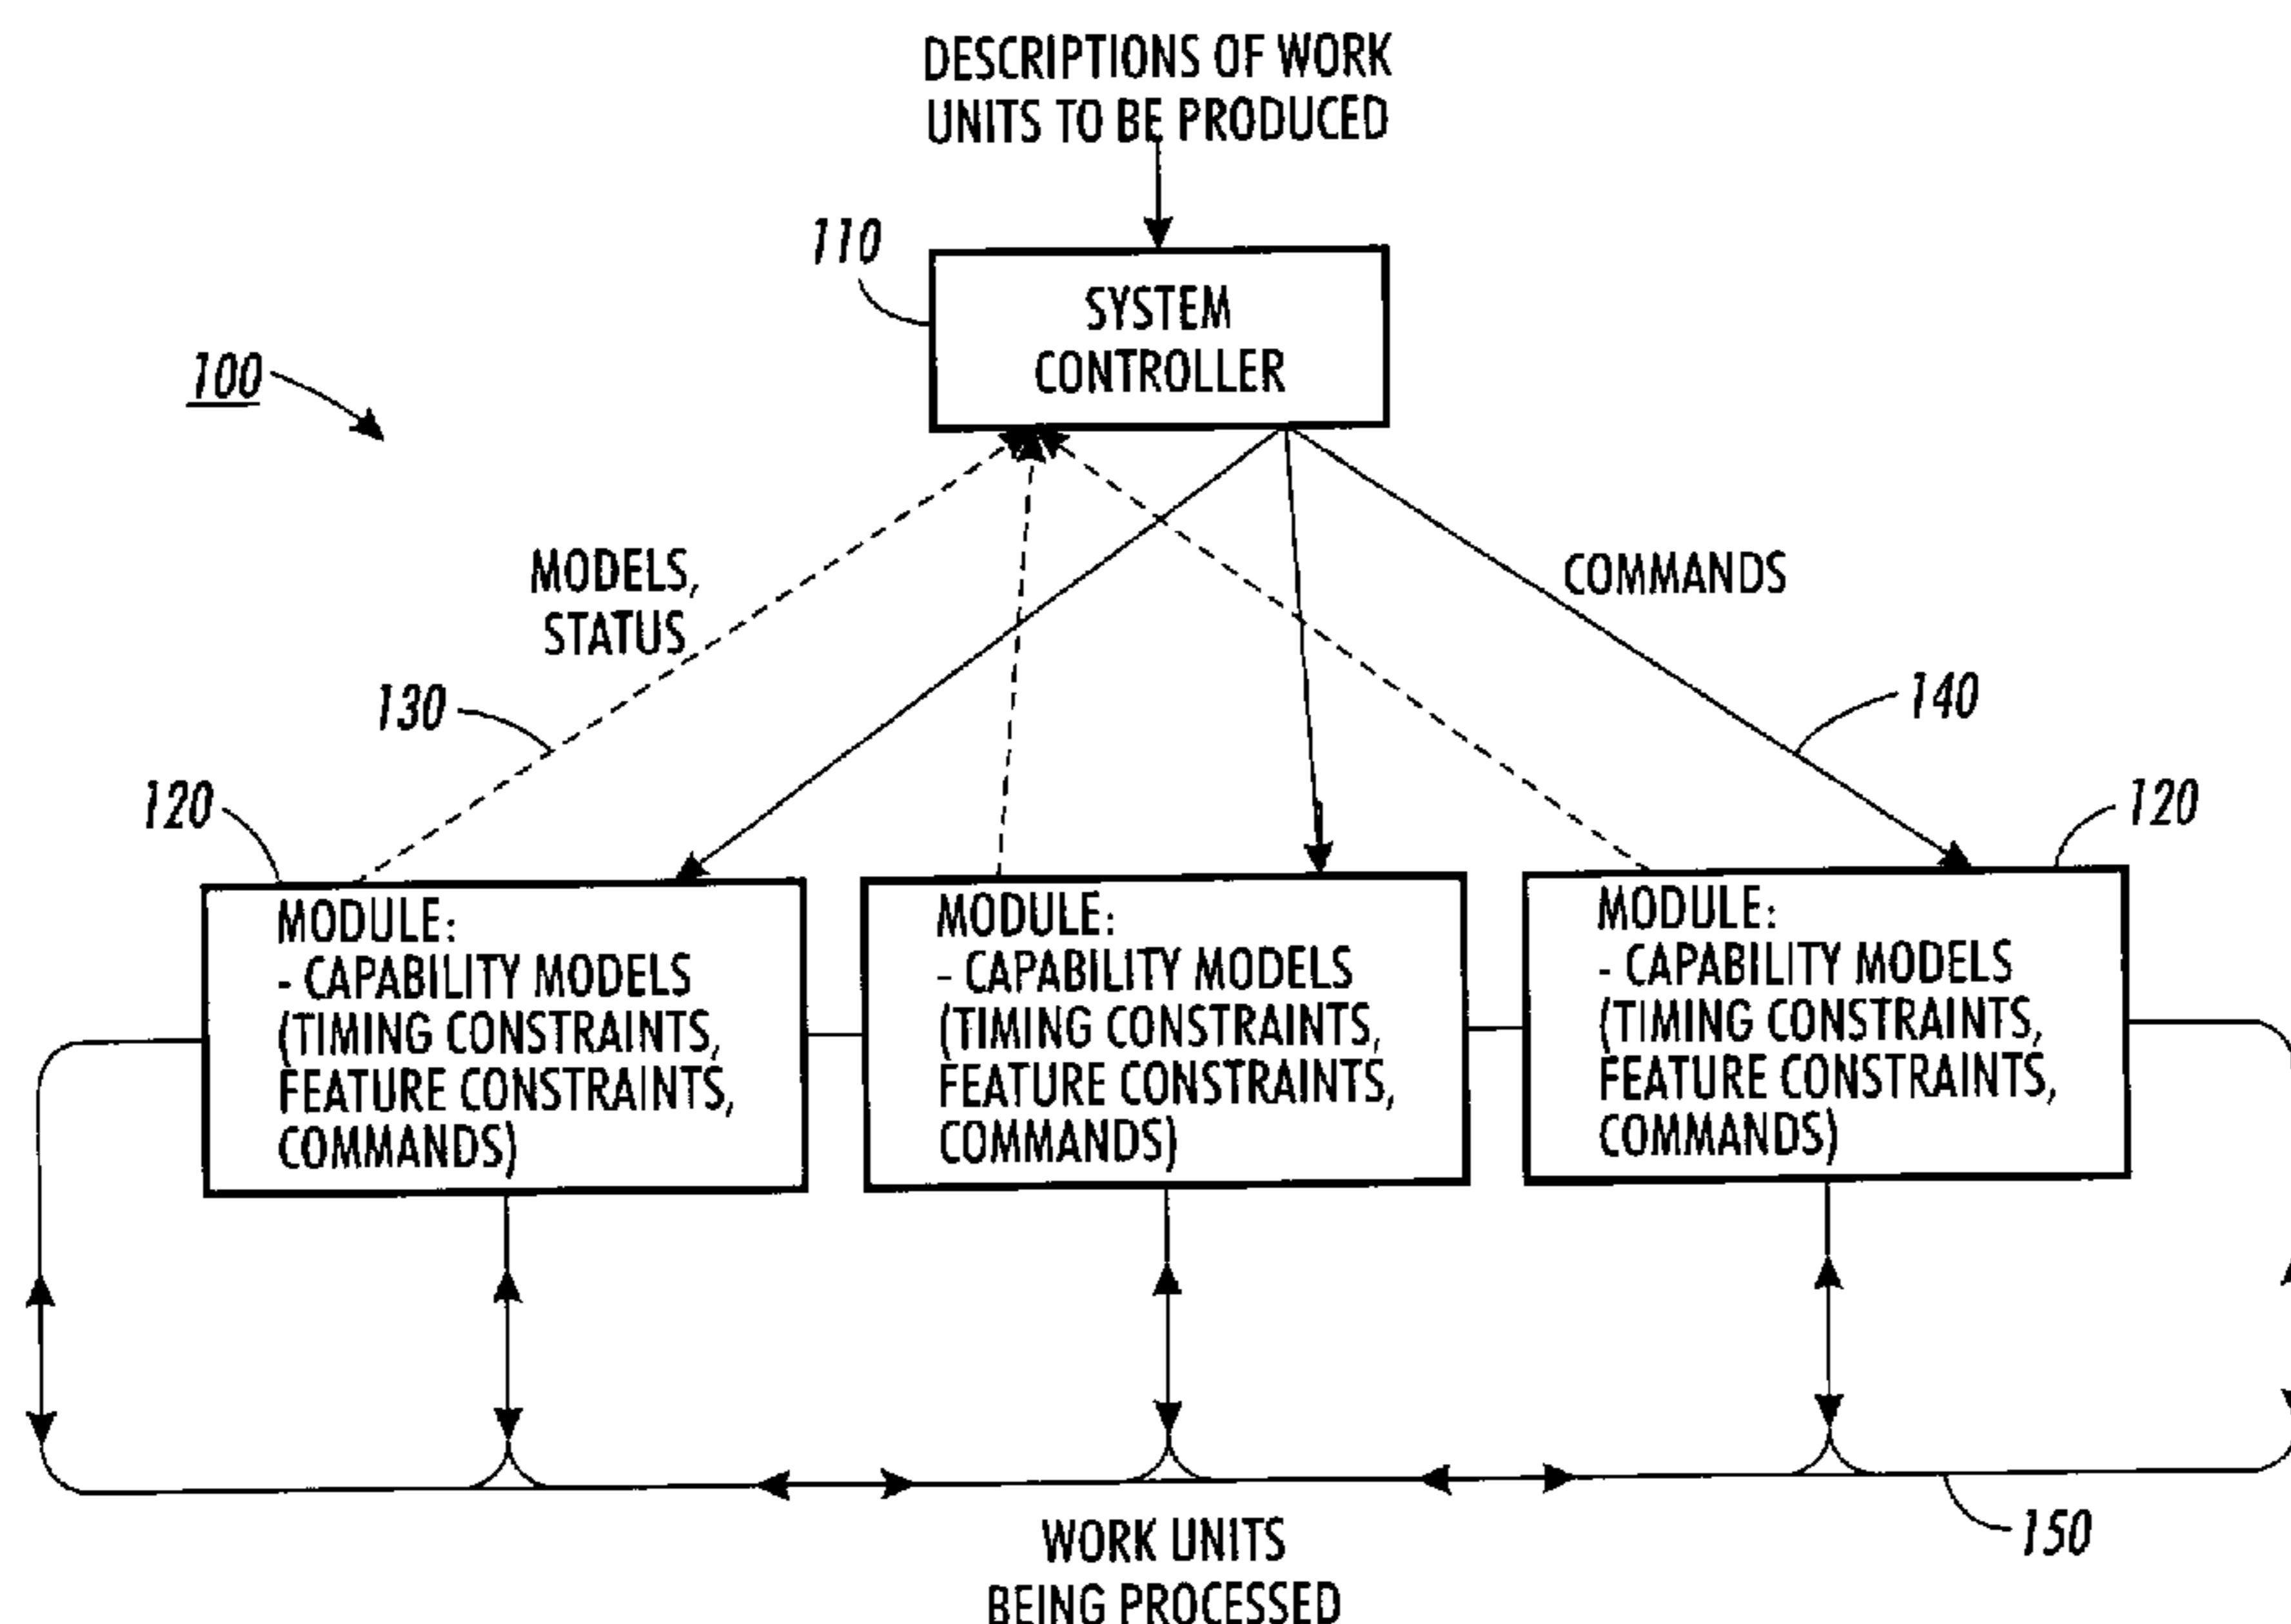 DESCRIPTIONS OF WORK
UNITS TO BE PRODUCED
110
SYSTEM
CONTROLLER
100
MODELS,
STATUS
COMMANDS
130
140
120
120
MODULE:
- CAPABILITY MODELS
(TIMING CONSTRAINTS,
FEATURE CONSTRAINTS,
COMMANDS)
MODULE:
- CAPABILITY MODELS
(TIMING CONSTRAINTS,
FEATURE CONSTRAINTS,
COMMANDS)
MODULE:
- CAPABILITY MODELS
(TIMING CONSTRAINTS,
FEATURE CONSTRAINTS,
COMMANDS)
150
WORK UNITS
BEING PROCESSED